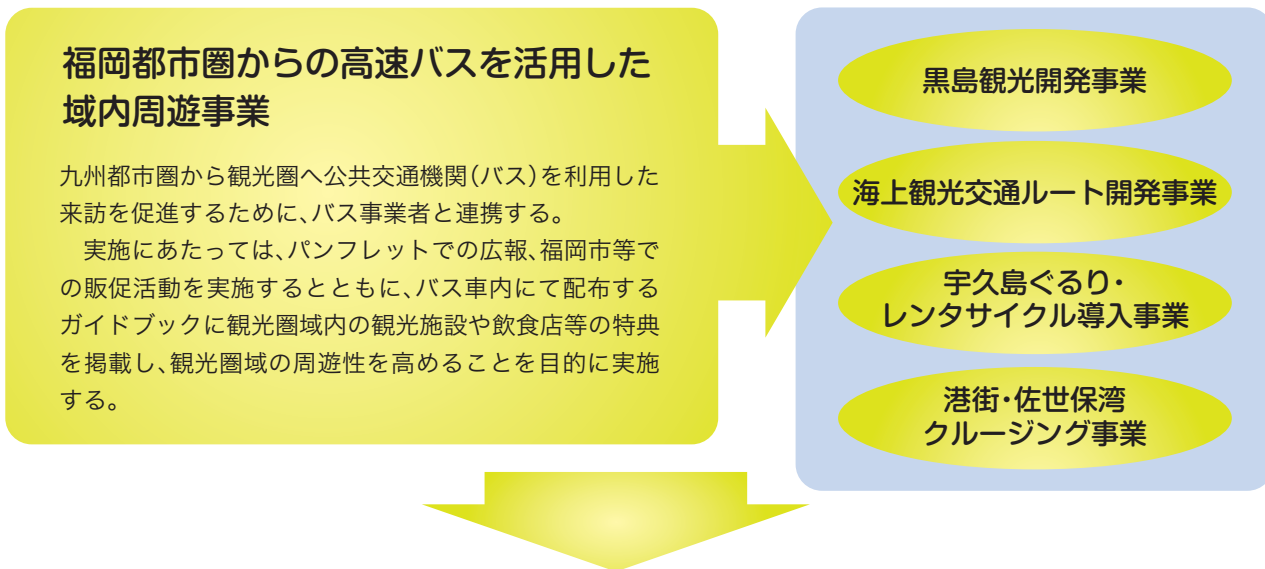 福岡都市圏からの高速バスを活用した
域内周遊事業
九州都市圏から観光圏へ公共交通機関(バス)を利用した
来訪を促進するために、バス事業者と連携する。
　実施にあたっては、パンフレットでの広報、福岡市等で
の販促活動を実施するとともに、バス車内にて配布する
ガイドブックに観光圏域内の観光施設や飲食店等の特典
を掲載し、観光圏域の周遊性を高めることを目的に実施
する。
黒島観光開発事業
海上観光交通ルート開発事業
宇久島ぐるり・
レンタサイクル導入事業
港街・佐世保湾
クルージング事業